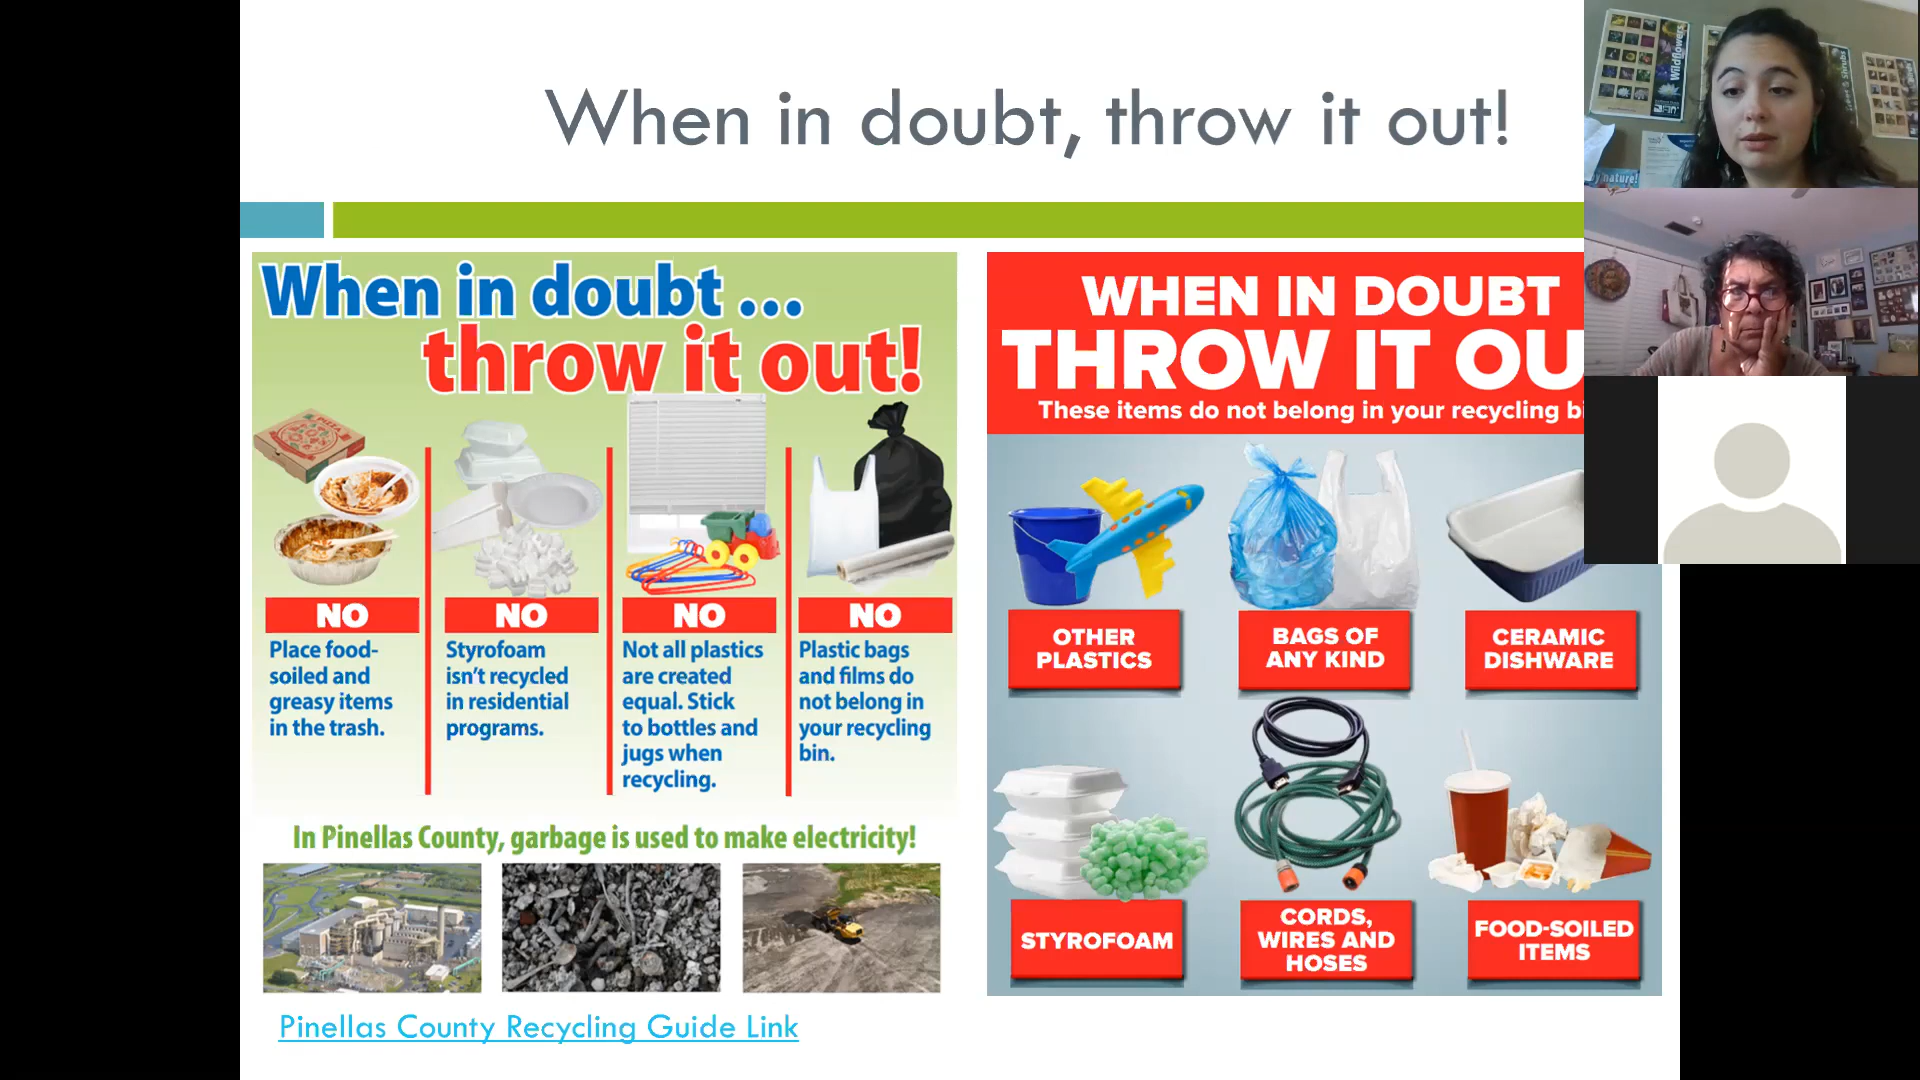 When in doubt, throw it out!
When in doubt ...
throw it out!
PIZZA
NO
Place food-
soiled and
greasy items
in the trash.
NO
Styrofoam
isn't recycled
in residential
programs.
NO
Not all plastics
are created
equal. Stick
to bottles and
jugs when
recycling.
NO
Plastic bags
and films do
not belong in
your recycling
bin.
In Pinellas County, garbage is used to make electricity!
Pinellas County Recycling Guide Link
WHEN IN DOUBT
THROW IT OU
These items do not belong in your recycling bi
OTHER
PLASTICS
BAGS OF
ANY KIND
CERAMIC
DISHWARE
STYROFOAM
CORDS,
WIRES AND
HOSES
FOOD-SOILED
ITEMS
Wildflowers
Shrubs
y nature!